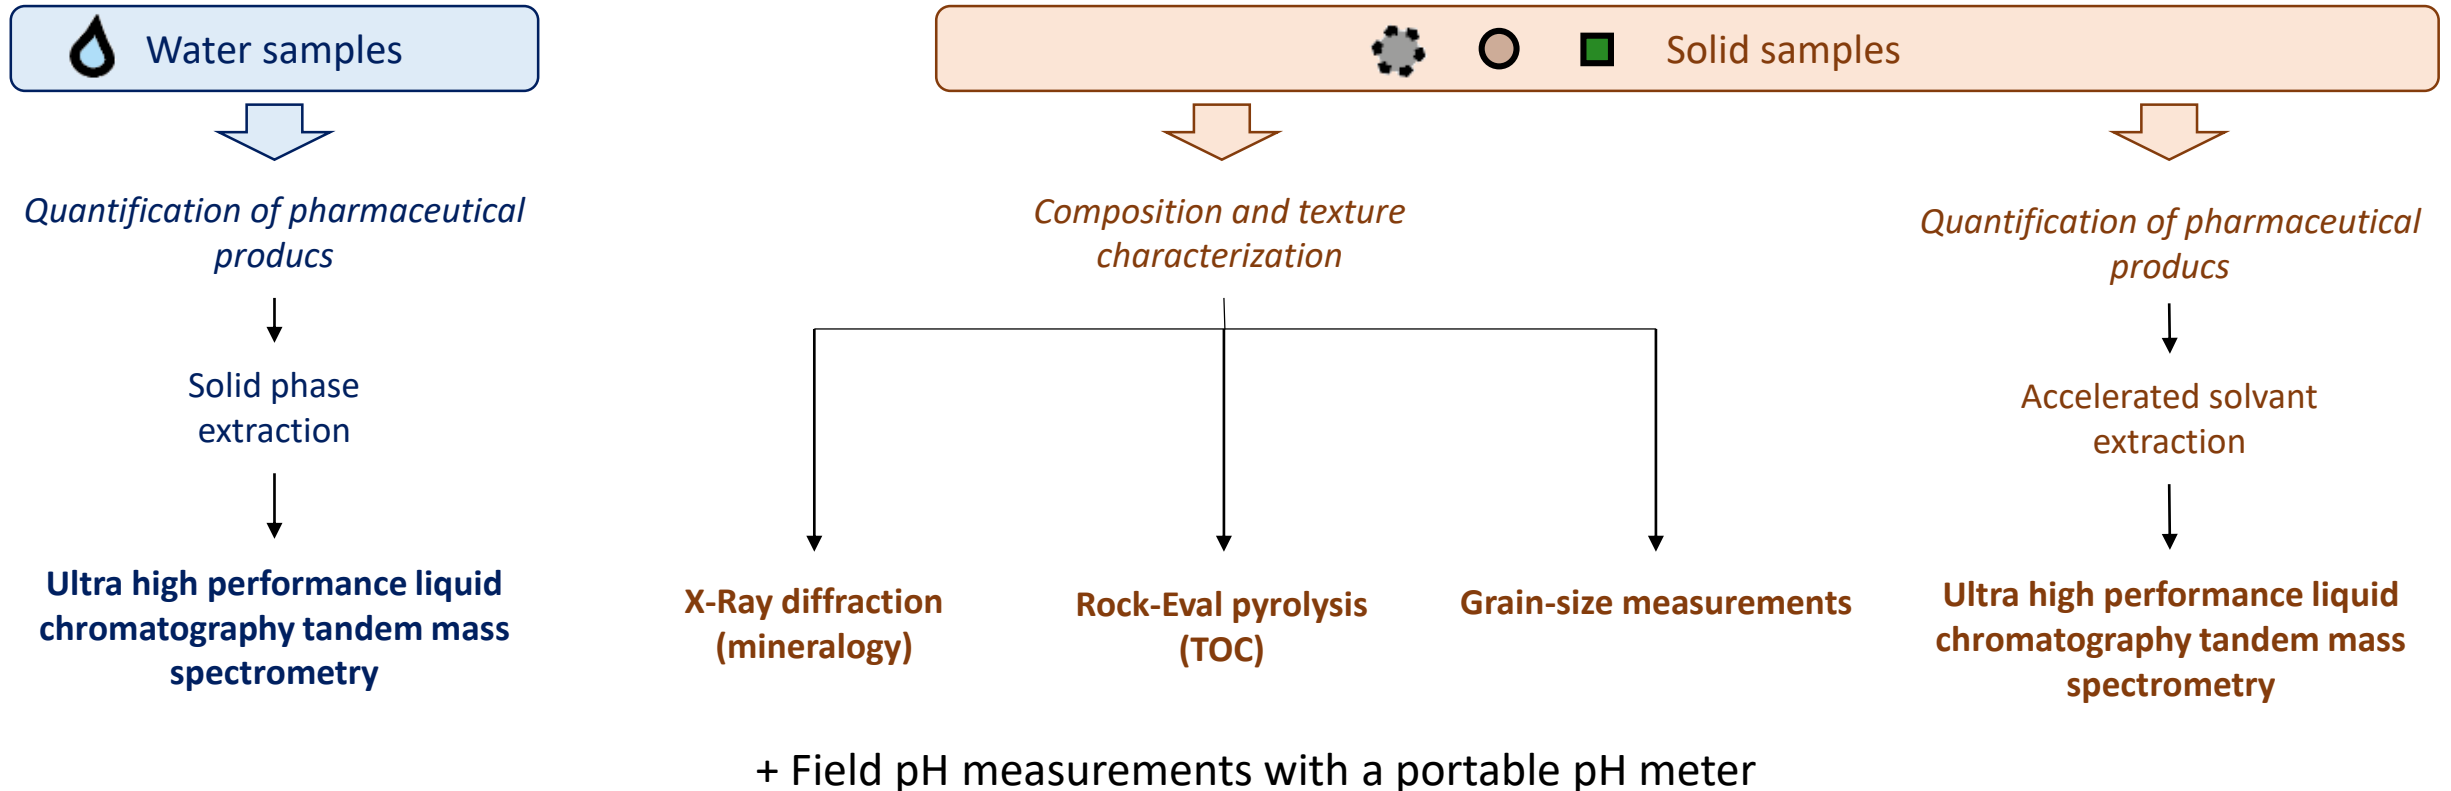 Water samples
Solid samples
Quantification of pharmaceutical
producs
Solid phase
extraction
Ultra high performance liquid
chromatography tandem mass
spectrometry
Composition and texture
characterization
X-Ray diffraction
(mineralogy)
Rock-Eval pyrolysis
(TOC)
Grain-size measurements
Quantification of pharmaceutical
producs
Accelerated solvant
extraction
Ultra high performance liquid
chromatography tandem mass
spectrometry
+ Field pH measurements with a portable pH meter